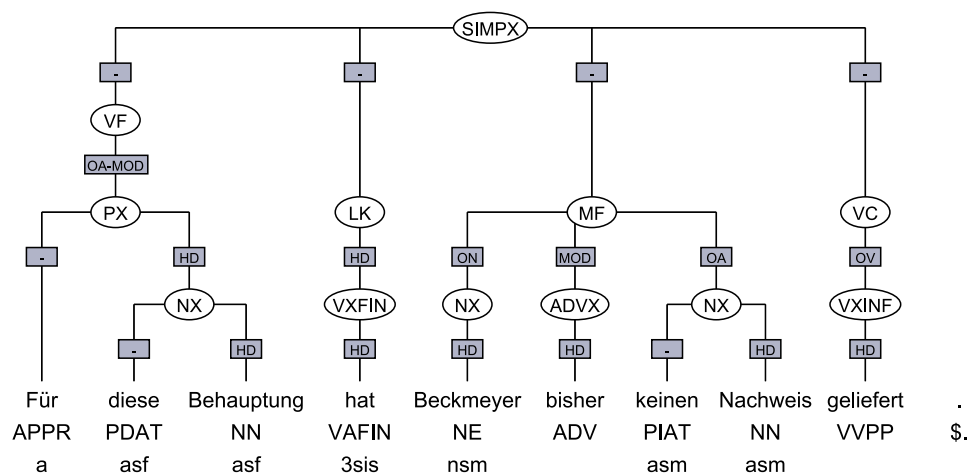 SIMPX
- - - -
VF
OA-MOD
PX LK MF VC
- HD HD ON MOD OA OV
NX VXFIN NX ADVX NX VXINF
- HD HD HD HD - HD HD
Für diese Behauptung hat Beckmeyer bisher keinen Nachweis geliefert .
APPR PDAT NN VAFIN NE ADV PIAT NN VVPP $.
a asf asf 3sis nsm asm asm